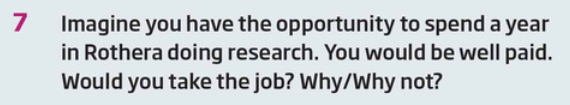 7 Imagine you have the opportunity to spend a year
in Rothera doing research. You would be well paid.
Would you take the job? Why/Why not?